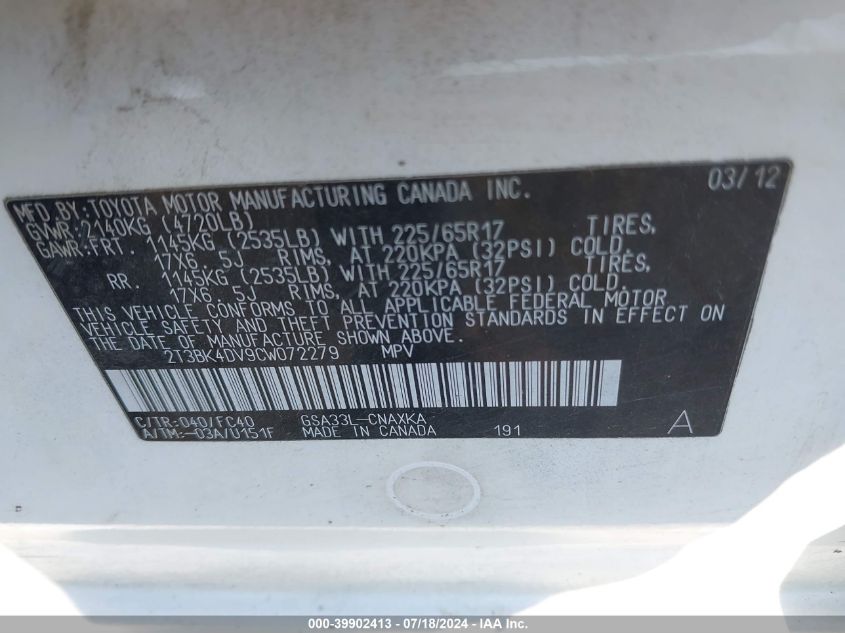 MFD BY:TOYOTA MOTOR MANUFACTURING CANADA INC. 03/12
GVWR:2140KG (4720LB)
GAWR:FRT. 1145KG (2535LB) WITH 225/65R17 TIRES,
17X6.5J RIMS, AT 220KPA (32PSI) COLD.
RR. 1145KG (2535LB) WITH 225/65R17 TIRES,
17X6.5J RIMS, AT 220KPA (32PSI) COLD.
THIS VEHICLE CONFORMS TO ALL APPLICABLE FEDERAL MOTOR
VEHICLE SAFETY AND THEFT PREVENTION STANDARDS IN EFFECT ON
THE DATE OF MANUFACTURE SHOWN ABOVE.
2T3BK4DV9CW072279 MPV
C/TR:040/FC40 GSA33L-CNAXKA
A/TM:-03A/U151F MADE IN CANADA 191 A
000-39902413 - 07/18/2024 - IAA Inc.